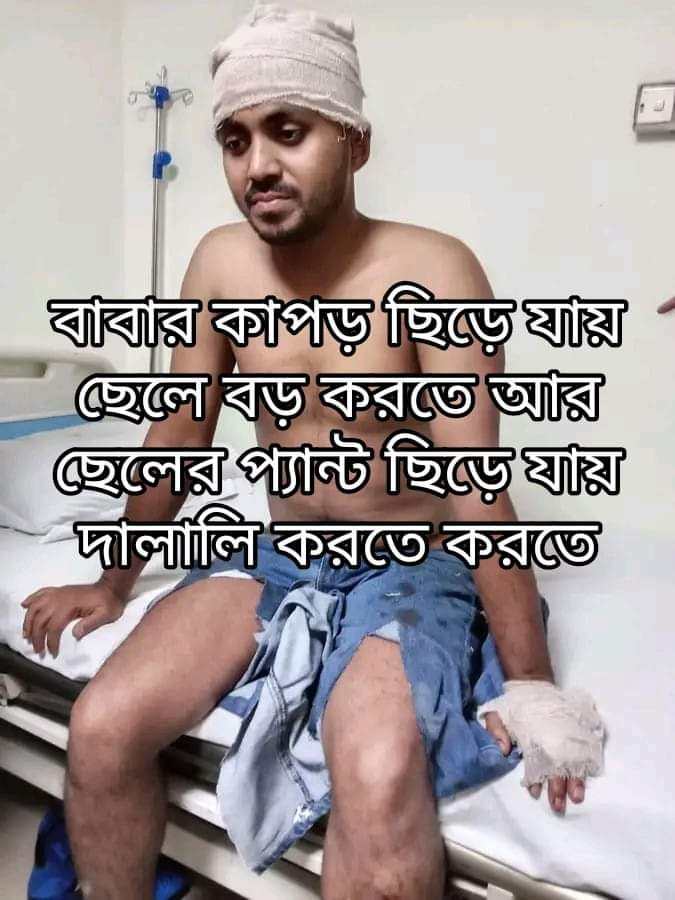 বাবার কাপড় ছিড়ে যায়
ছেলে বড় করতে আর
ছেলের প্যান্ট ছিড়ে যায়
দালালি করতে করতে